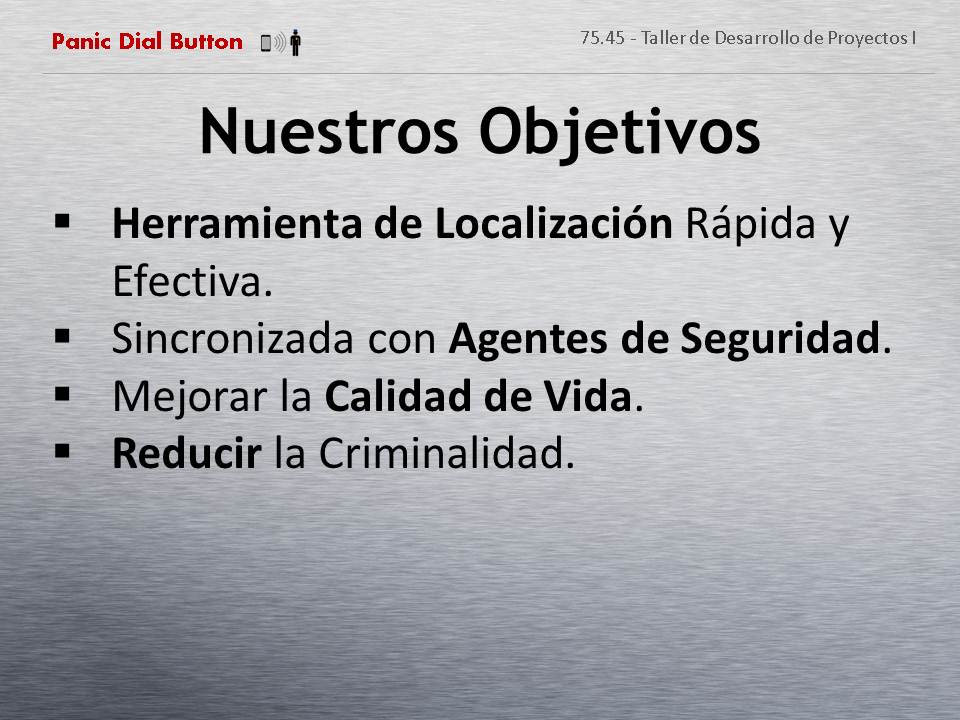 Panic Dial Button
75.45 - Taller de Desarrollo de Proyectos I
Nuestros Objetivos
▪ Herramienta de Localización Rápida y
Efectiva.
▪ Sincronizada con Agentes de Seguridad.
▪ Mejorar la Calidad de Vida.
▪ Reducir la Criminalidad.